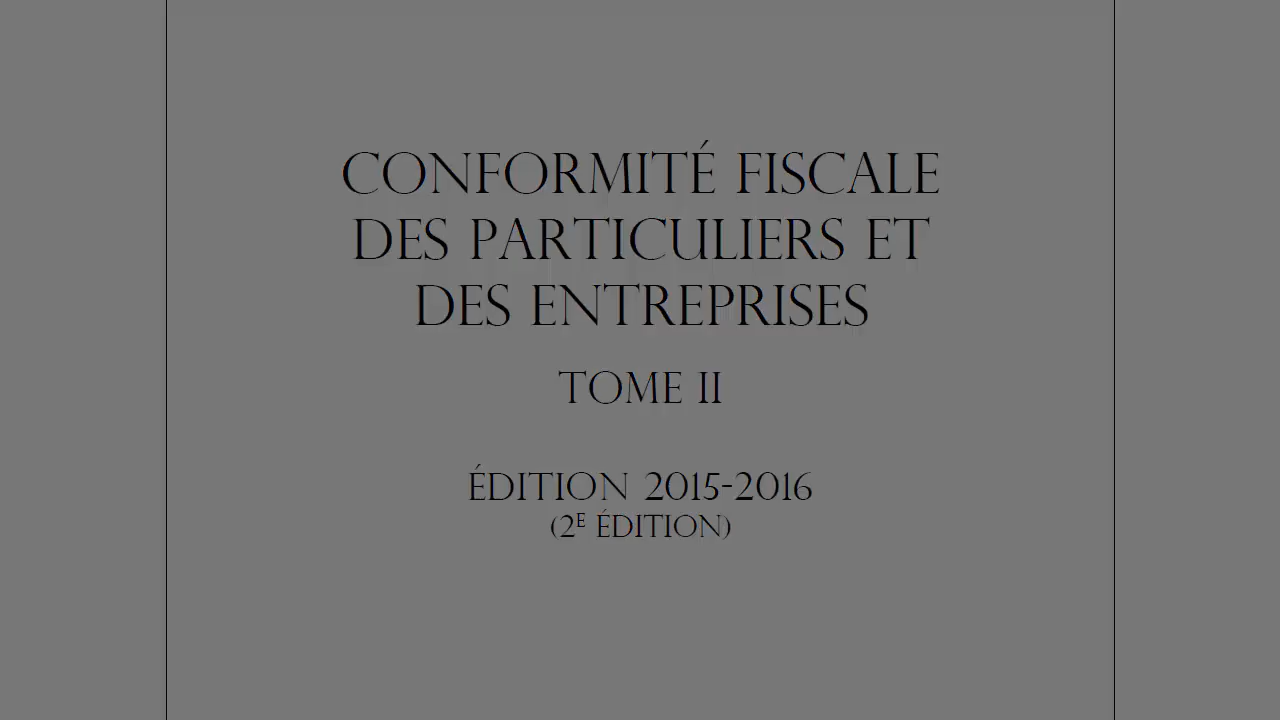 CONFORMITÉ FISCALE
DES PARTICULIERS ET
DES ENTREPRISES
TOME II
ÉDITION 2015-2016
(2E ÉDITION)